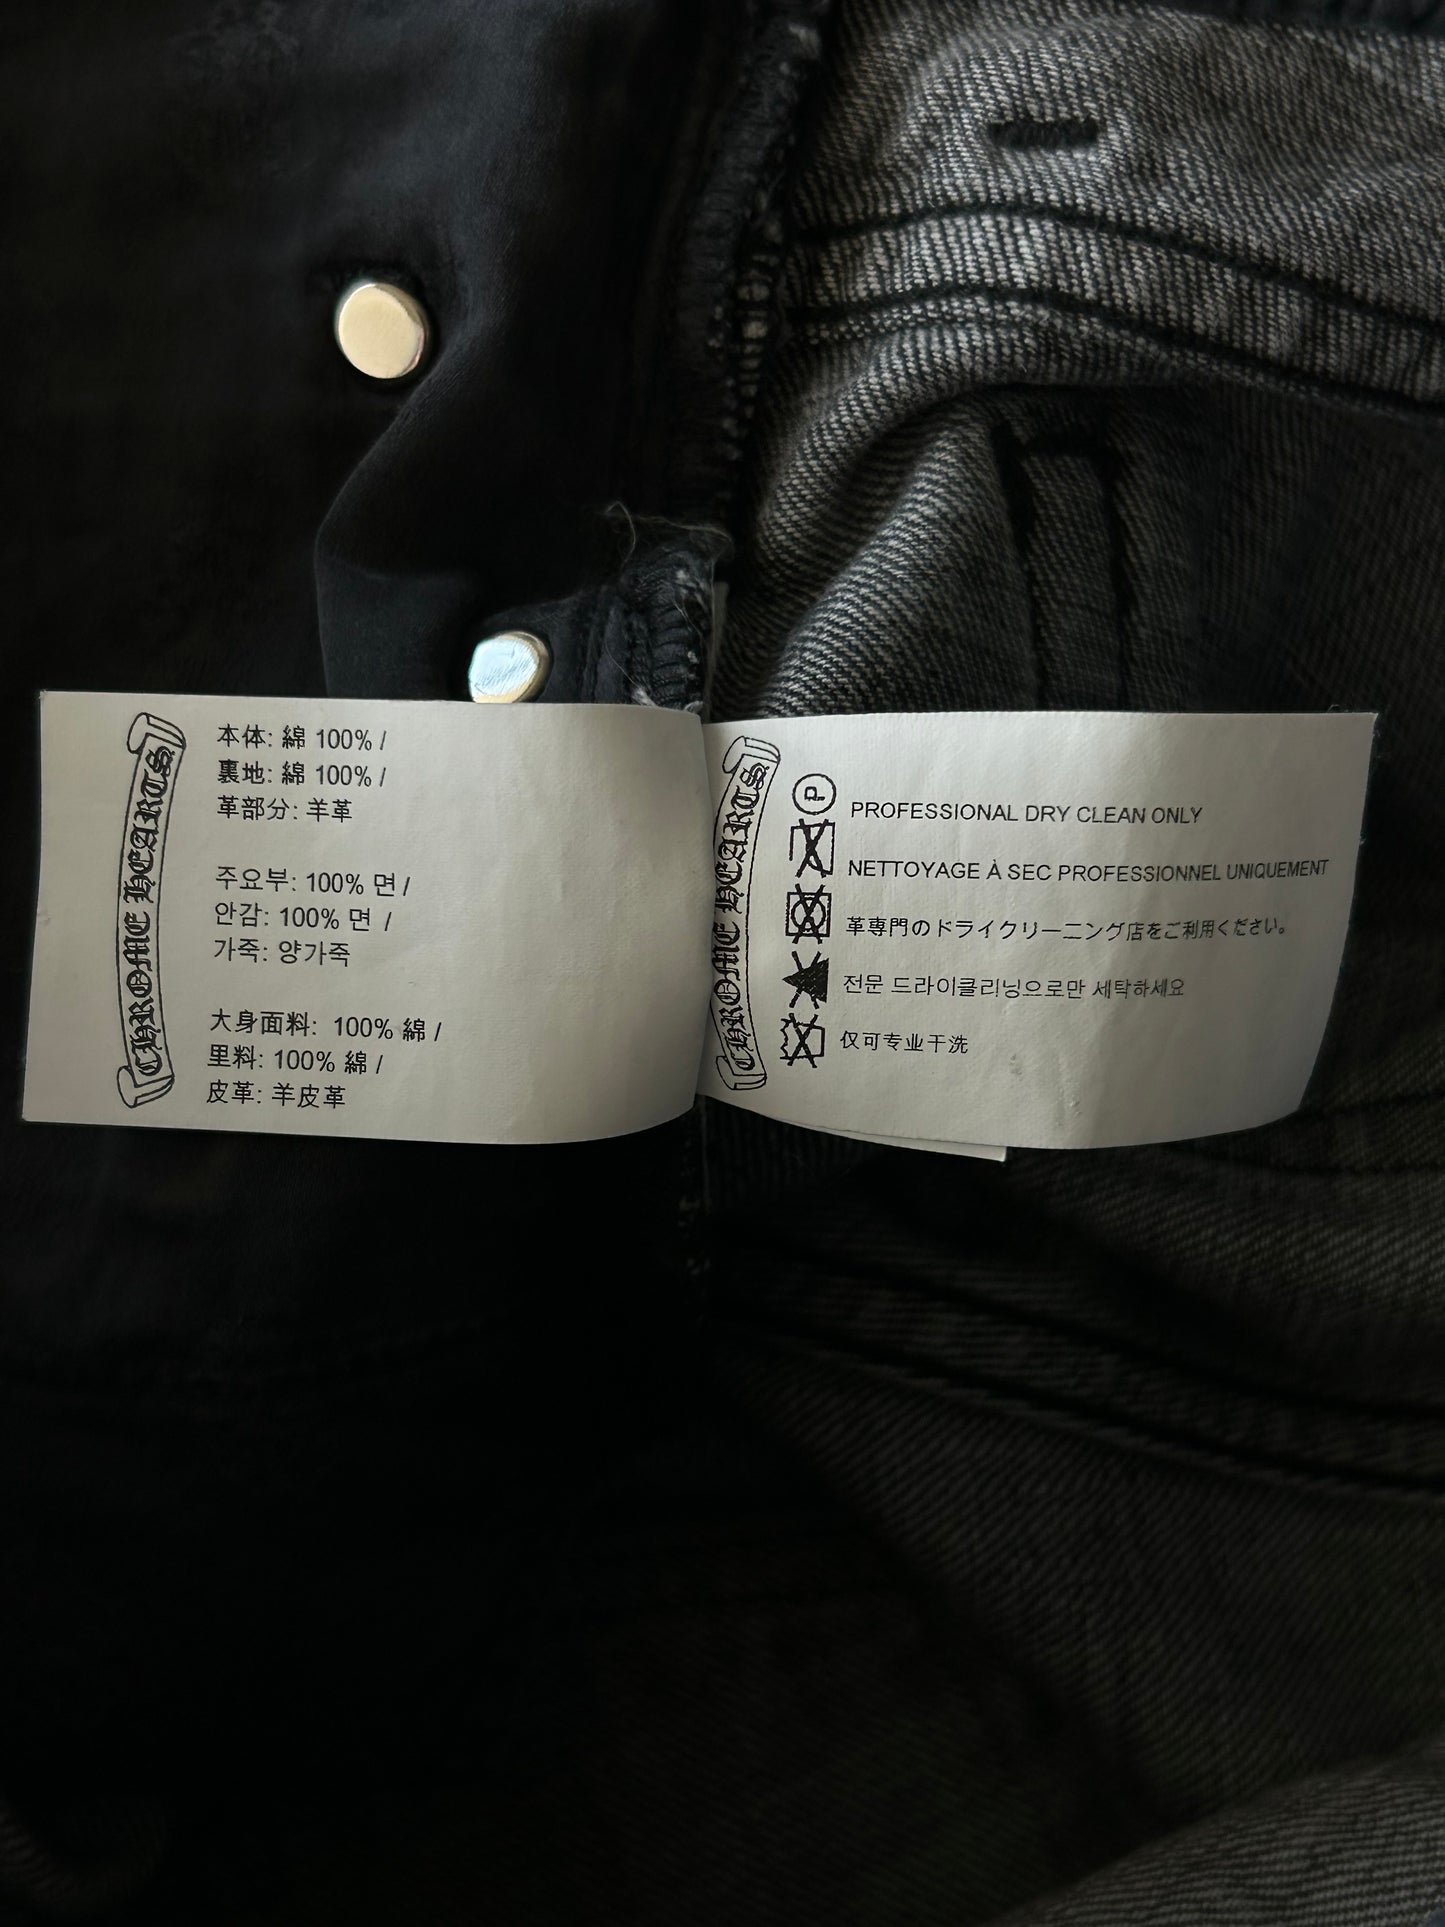 CHROME HEARTS
本体: 綿 100% /
裏地: 綿 100% /
革部分: 羊革
주요부: 100% 면 /
안감: 100% 면 /
가죽: 양가죽
大身面料: 100% 綿 /
里料: 100% 綿 /
皮革: 羊皮革
CHROME HEARTS
P
PROFESSIONAL DRY CLEAN ONLY
NETTOYAGE À SEC PROFESSIONNEL UNIQUEMENT
革専門のドライクリーニング店をご利用ください。
전문 드라이클리닝으로만 세탁하세요
仅可专业干洗